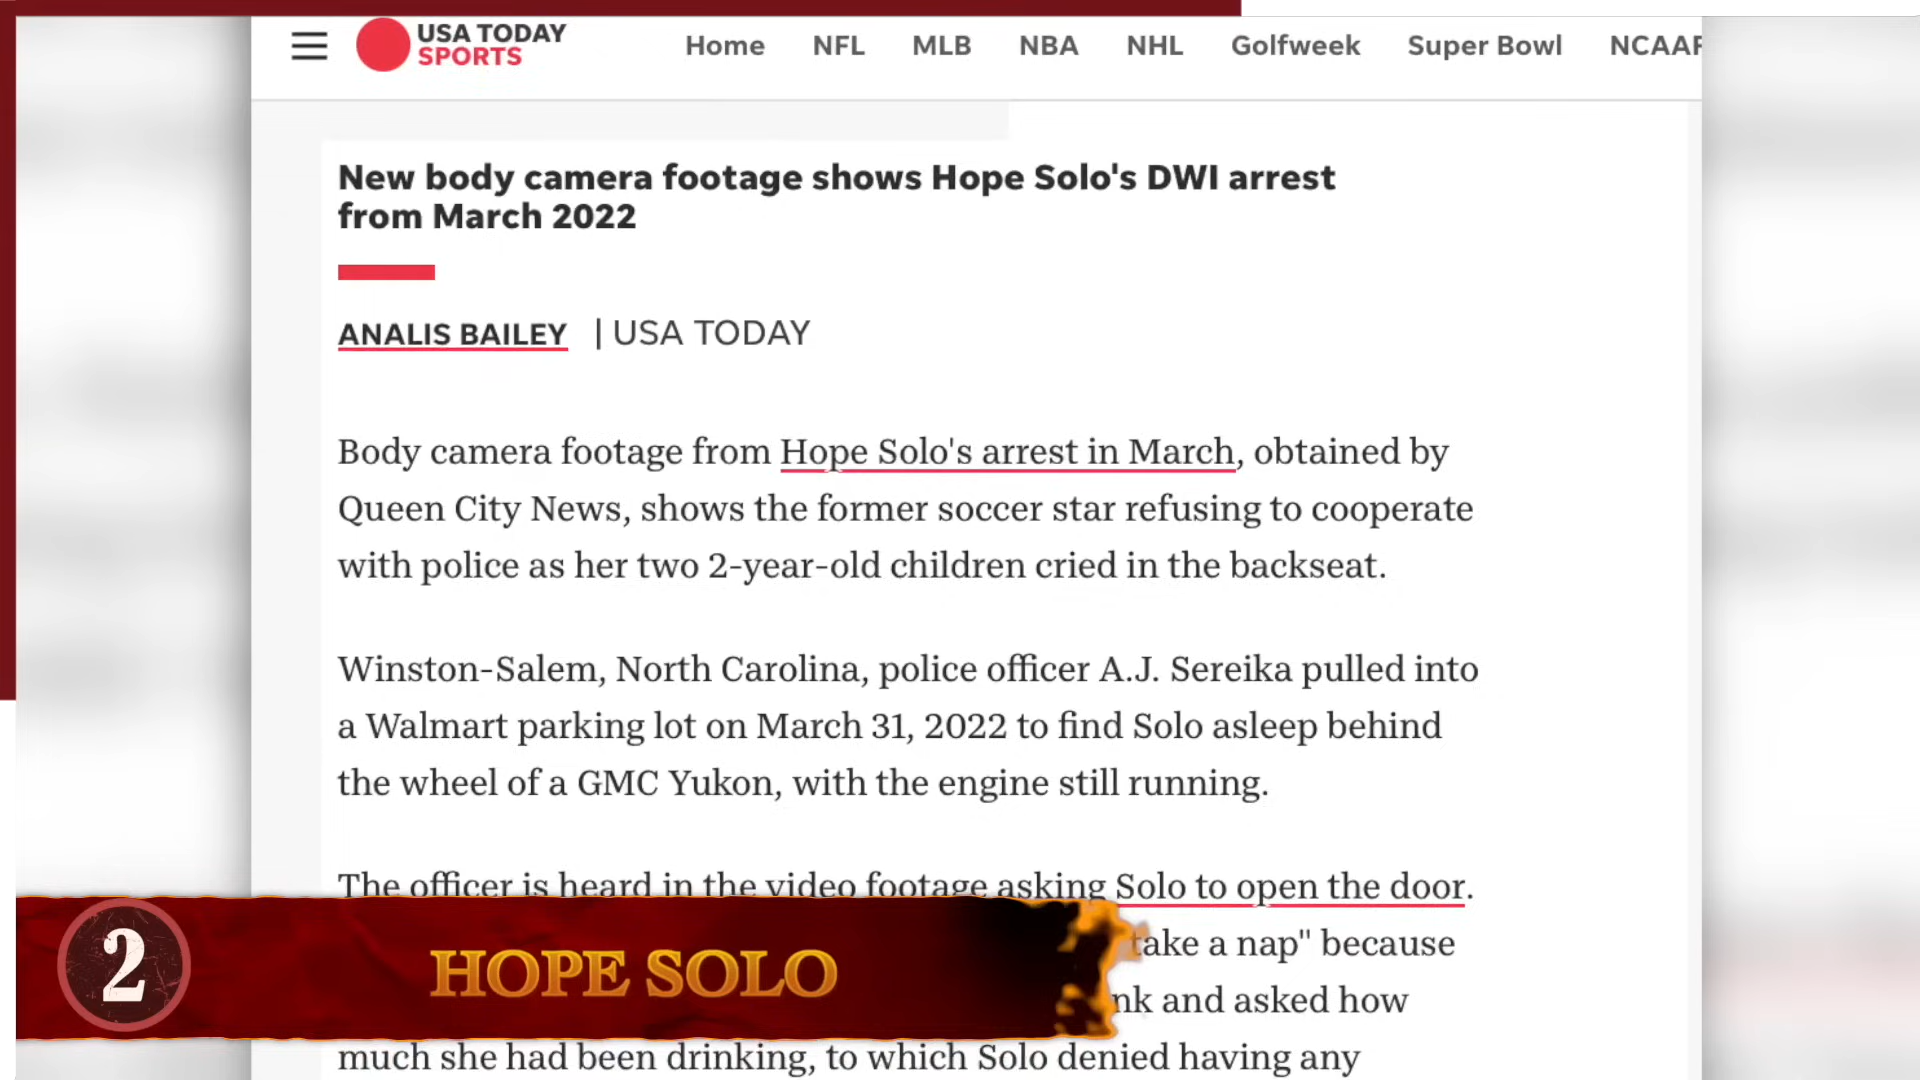 USA TODAY
SPORTS
Home NFL MLB NBA NHL Golfweek Super Bowl NCAAF
New body camera footage shows Hope Solo's DWI arrest
from March 2022
ANALIS BAILEY | USA TODAY
Body camera footage from Hope Solo's arrest in March, obtained by
Queen City News, shows the former soccer star refusing to cooperate
with police as her two 2-year-old children cried in the backseat.
Winston-Salem, North Carolina, police officer A.J. Sereika pulled into
a Walmart parking lot on March 31, 2022 to find Solo asleep behind
the wheel of a GMC Yukon, with the engine still running.
The officer is heard in the video footage asking Solo to open the door.
take a nap" because
nk and asked how
much she had been drinking, to which Solo denied having any
2
HOPE SOLO